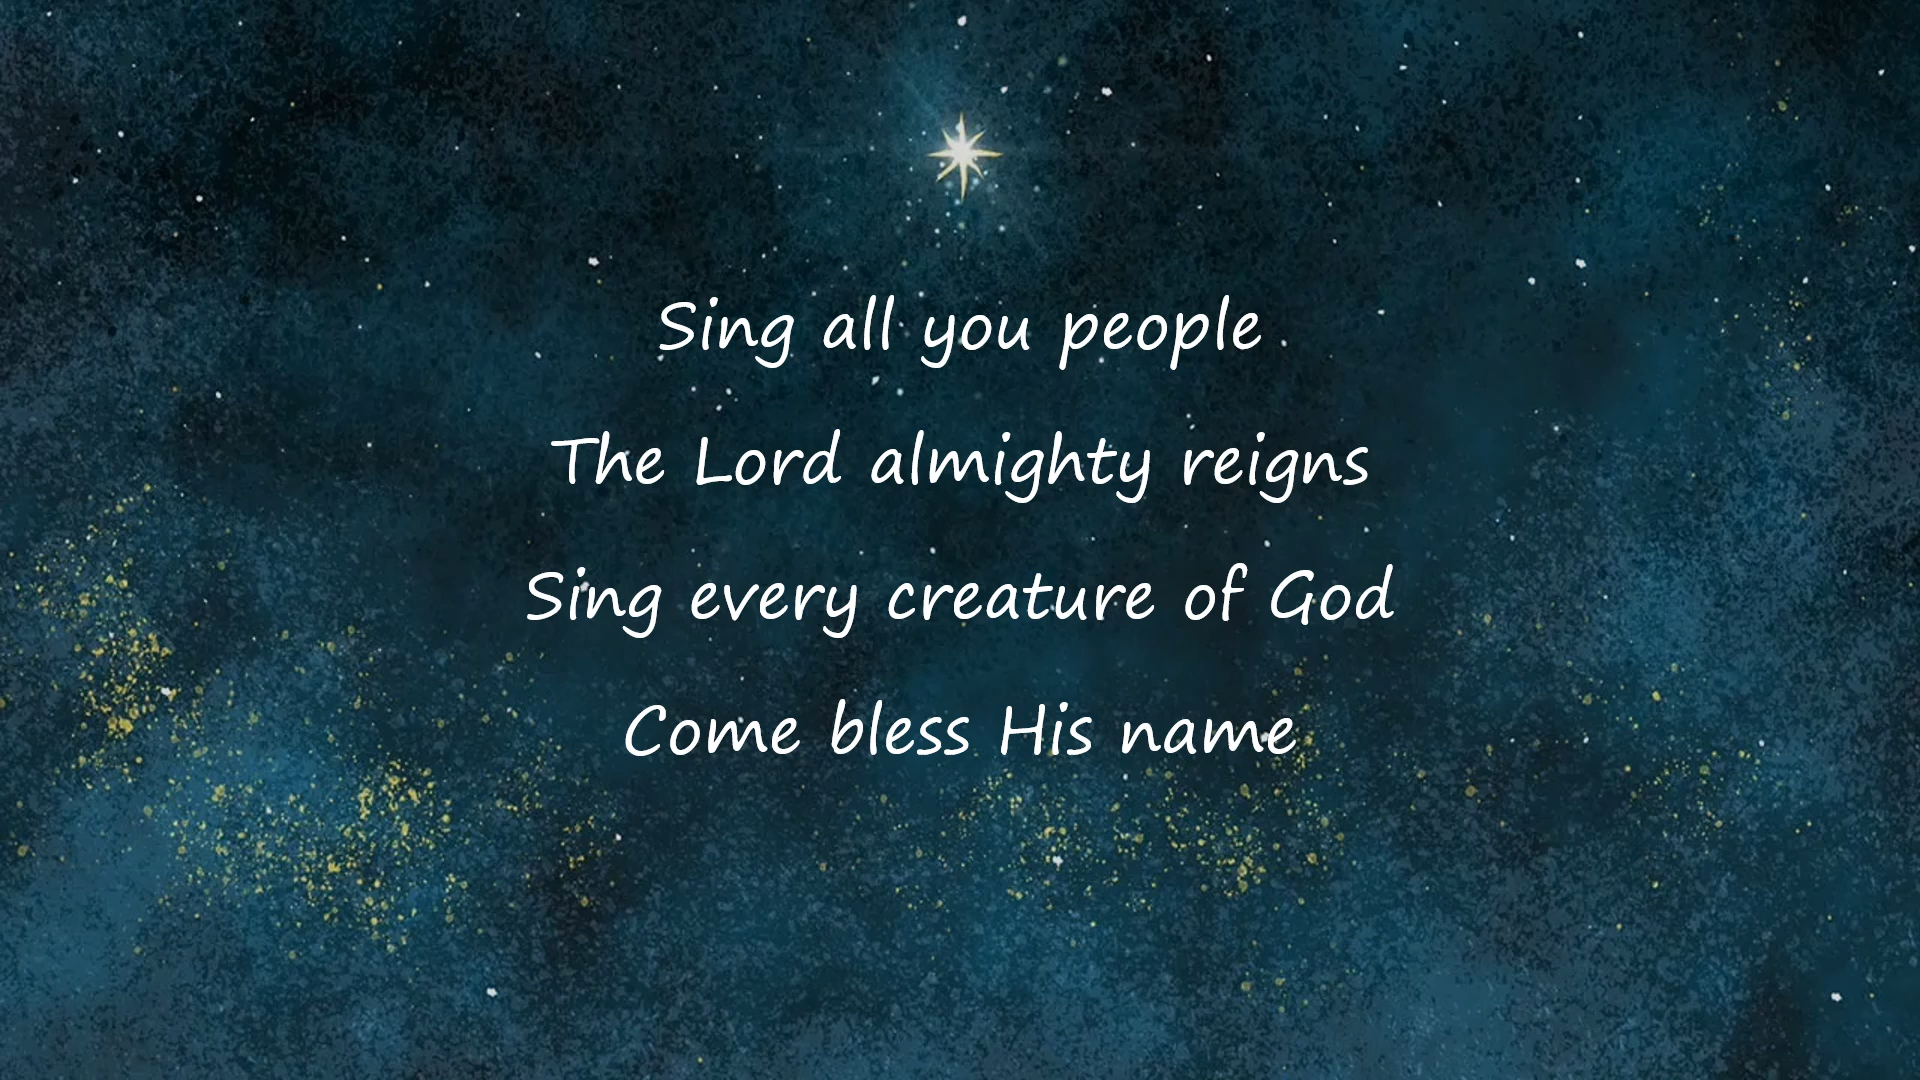 Sing all you people
The Lord almighty reigns
Sing every creature of God
Come bless His name